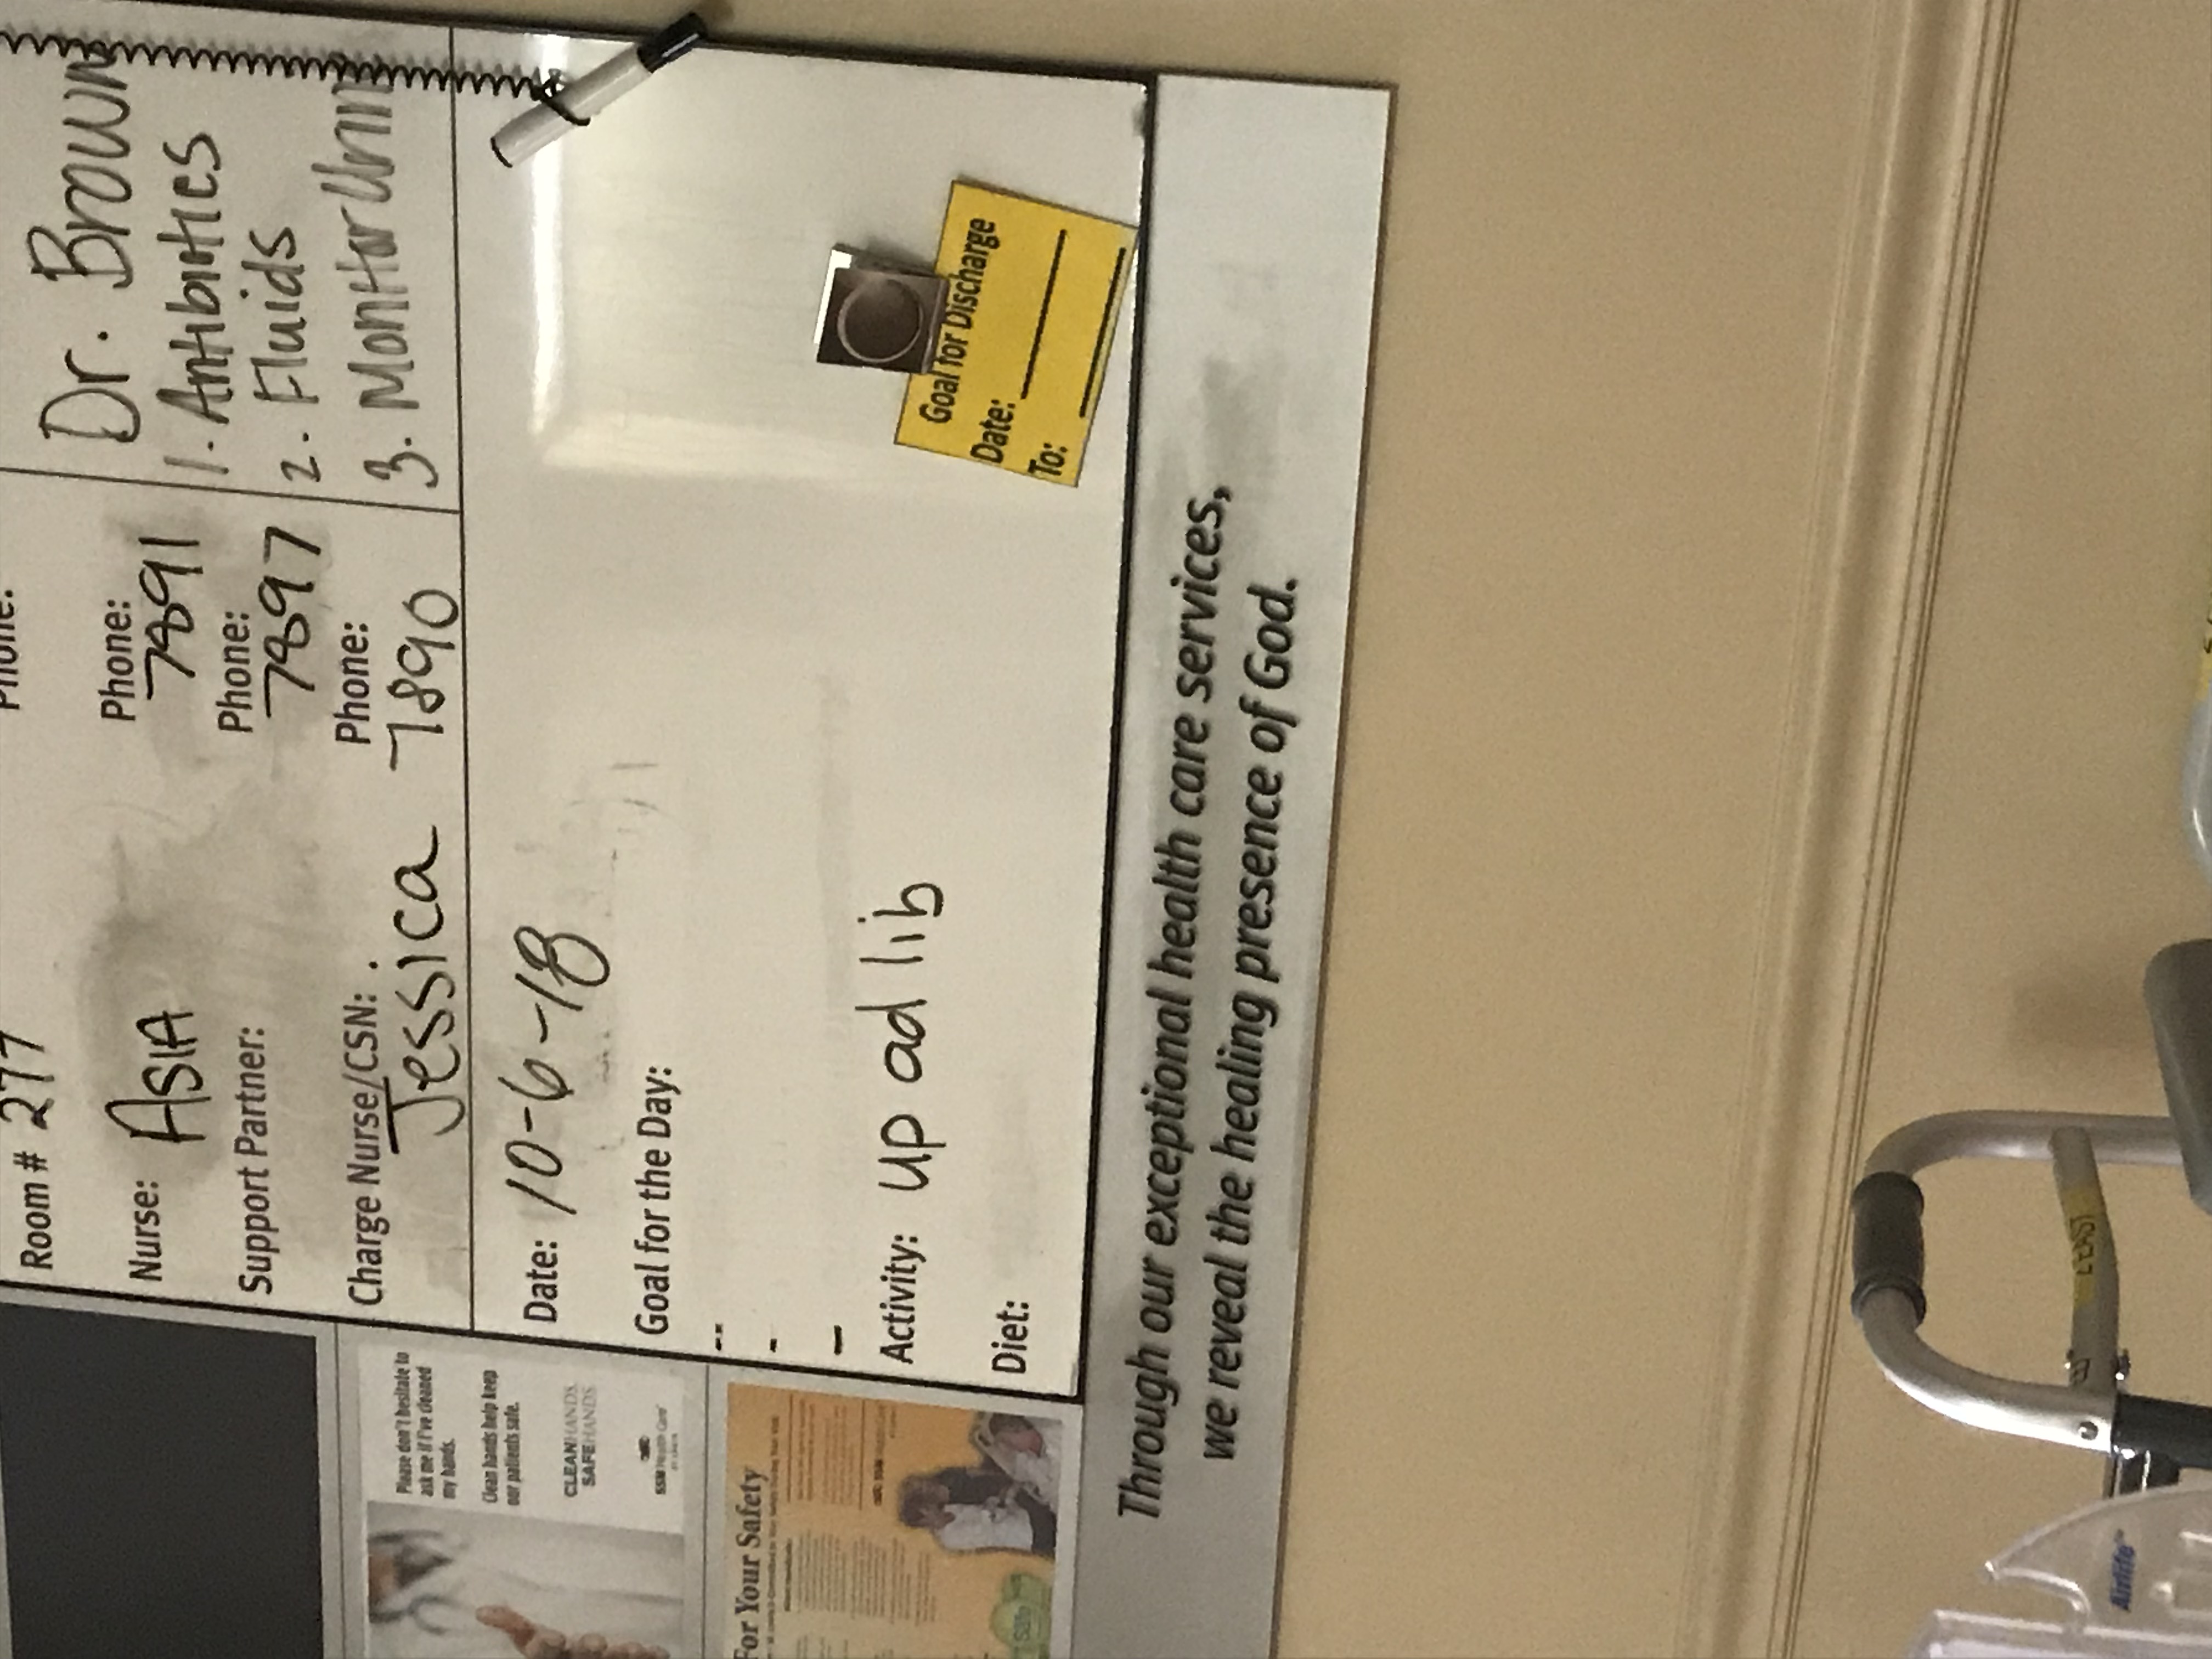 Room # 277
Phone:
Nurse: ASIA
Phone: 7891
Support Partner:
Phone: 7897
Charge Nurse/CSN: .
Jessica
Phone: 7890
Dr. Brown
1. Antibiotics
2. Fluids
3. Monitor Urin
Please don't hesitate to
ask me if I've cleaned
my hands.
Clean hands help keep
our patients safe.
CLEANHANDS
SAFEHANDS
SSM Health Care
Date: 10-6-18
Goal for the Day:
--
-
-
Activity: up ad lib
Diet:
Goal for Discharge
Date:
To:
For Your Safety
Safe
Through our exceptional health care services,
we reveal the healing presence of God.
2 EAST
Airlife™